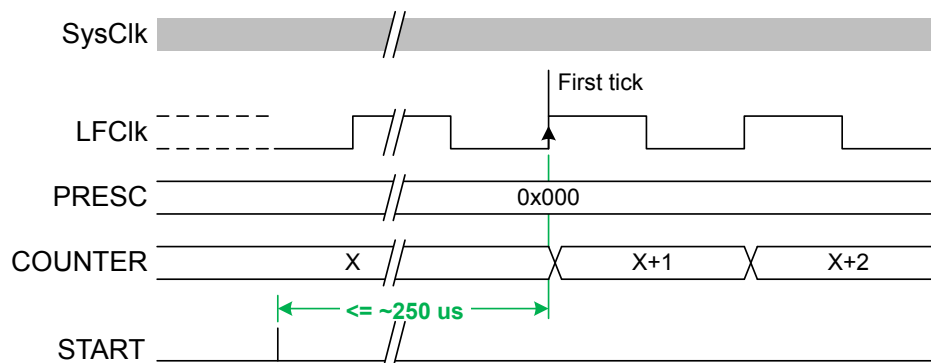 SysClk
First tick
LFClk
PRESC
0x000
COUNTER
X
X+1
X+2
<= ~250 us
START